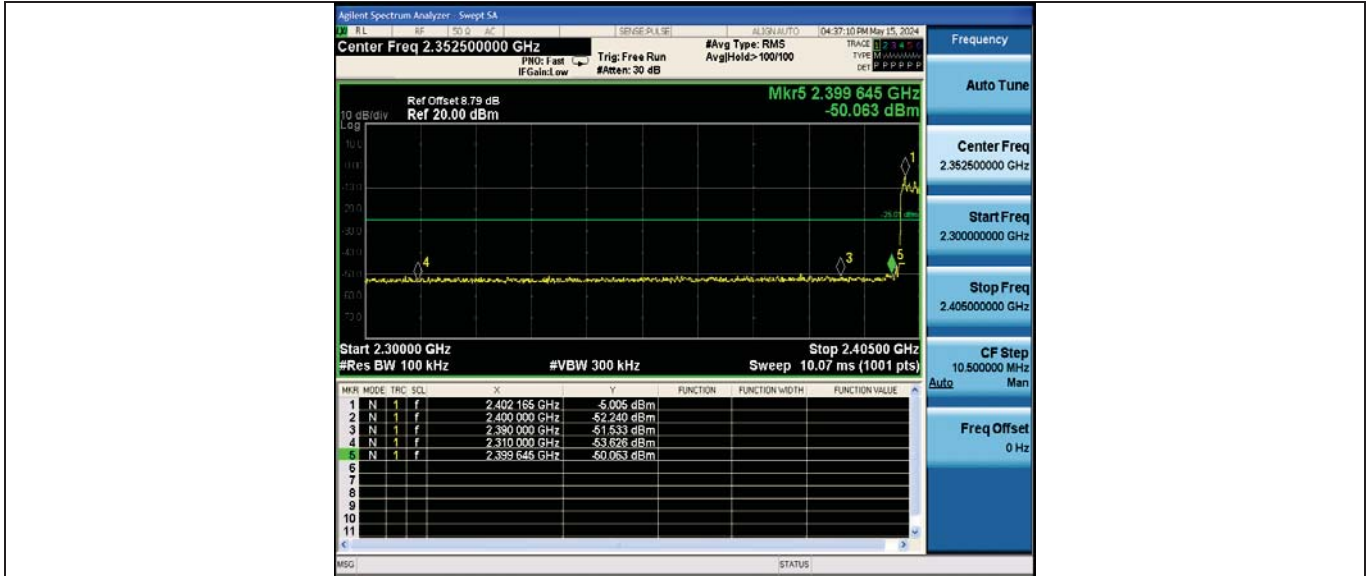 Agilent Spectrum Analyzer - Swept SA
RL RF 50 Ω AC SENSE:PULSE ALIGN AUTO 04:37:10 PM May 15, 2024
Center Freq 2.352500000 GHz
PNO: Fast
IFGain:Low
Trig: Free Run
#Atten: 30 dB
#Avg Type: RMS
Avg|Hold:>100/100
TRACE 1 2 3 4 5 6
TYPE M
DET P P P P P P
Mkr5 2.399 645 GHz
-50.063 dBm
Ref Offset 8.79 dB
10 dB/div Ref 20.00 dBm
Log
1
-25.01 dBm
4
3
5
Start 2.30000 GHz Stop 2.40500 GHz
#Res BW 100 kHz #VBW 300 kHz Sweep 10.07 ms (1001 pts)
MKR MODE TRC SCL X Y FUNCTION FUNCTION WIDTH FUNCTION VALUE
1 N 1 f 2.402 165 GHz -5.005 dBm
2 N 1 f 2.400 000 GHz -52.240 dBm
3 N 1 f 2.390 000 GHz -51.533 dBm
4 N 1 f 2.310 000 GHz -53.626 dBm
5 N 1 f 2.399 645 GHz -50.063 dBm
6
7
8
9
10
11
MSG STATUS
Frequency
Auto Tune
Center Freq
2.352500000 GHz
Start Freq
2.300000000 GHz
Stop Freq
2.405000000 GHz
CF Step
10.500000 MHz
Auto Man
Freq Offset
0 Hz